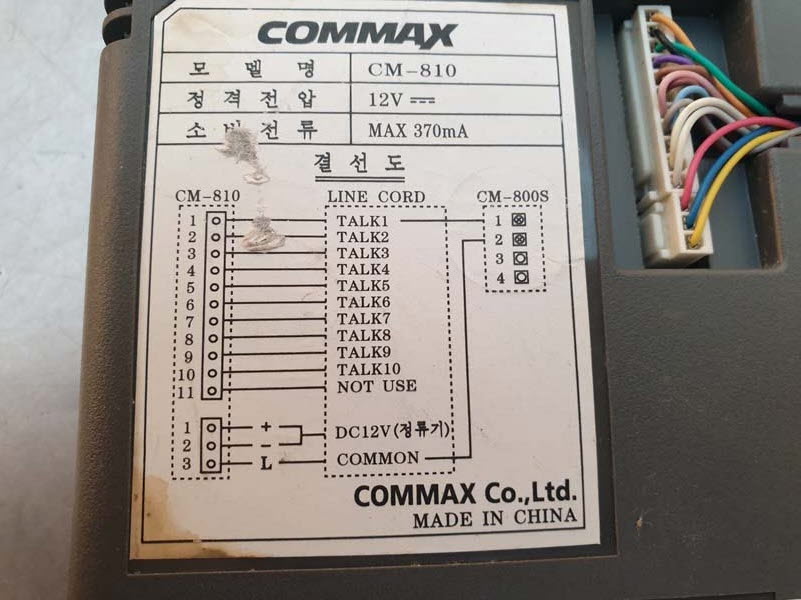 COMMAX
모 델 명 CM-810
정 격 전 압 12V
소 비 전 류 MAX 370mA
결 선 도
CM-810 LINE CORD CM-800S
1 TALK1 1
2 TALK2 2
3 TALK3 3
4 TALK4 4
5 TALK5
6 TALK6
7 TALK7
8 TALK8
9 TALK9
10 TALK10
11 NOT USE
1 + DC12V(정류기)
2 -
3 L COMMON
COMMAX Co.,Ltd.
MADE IN CHINA